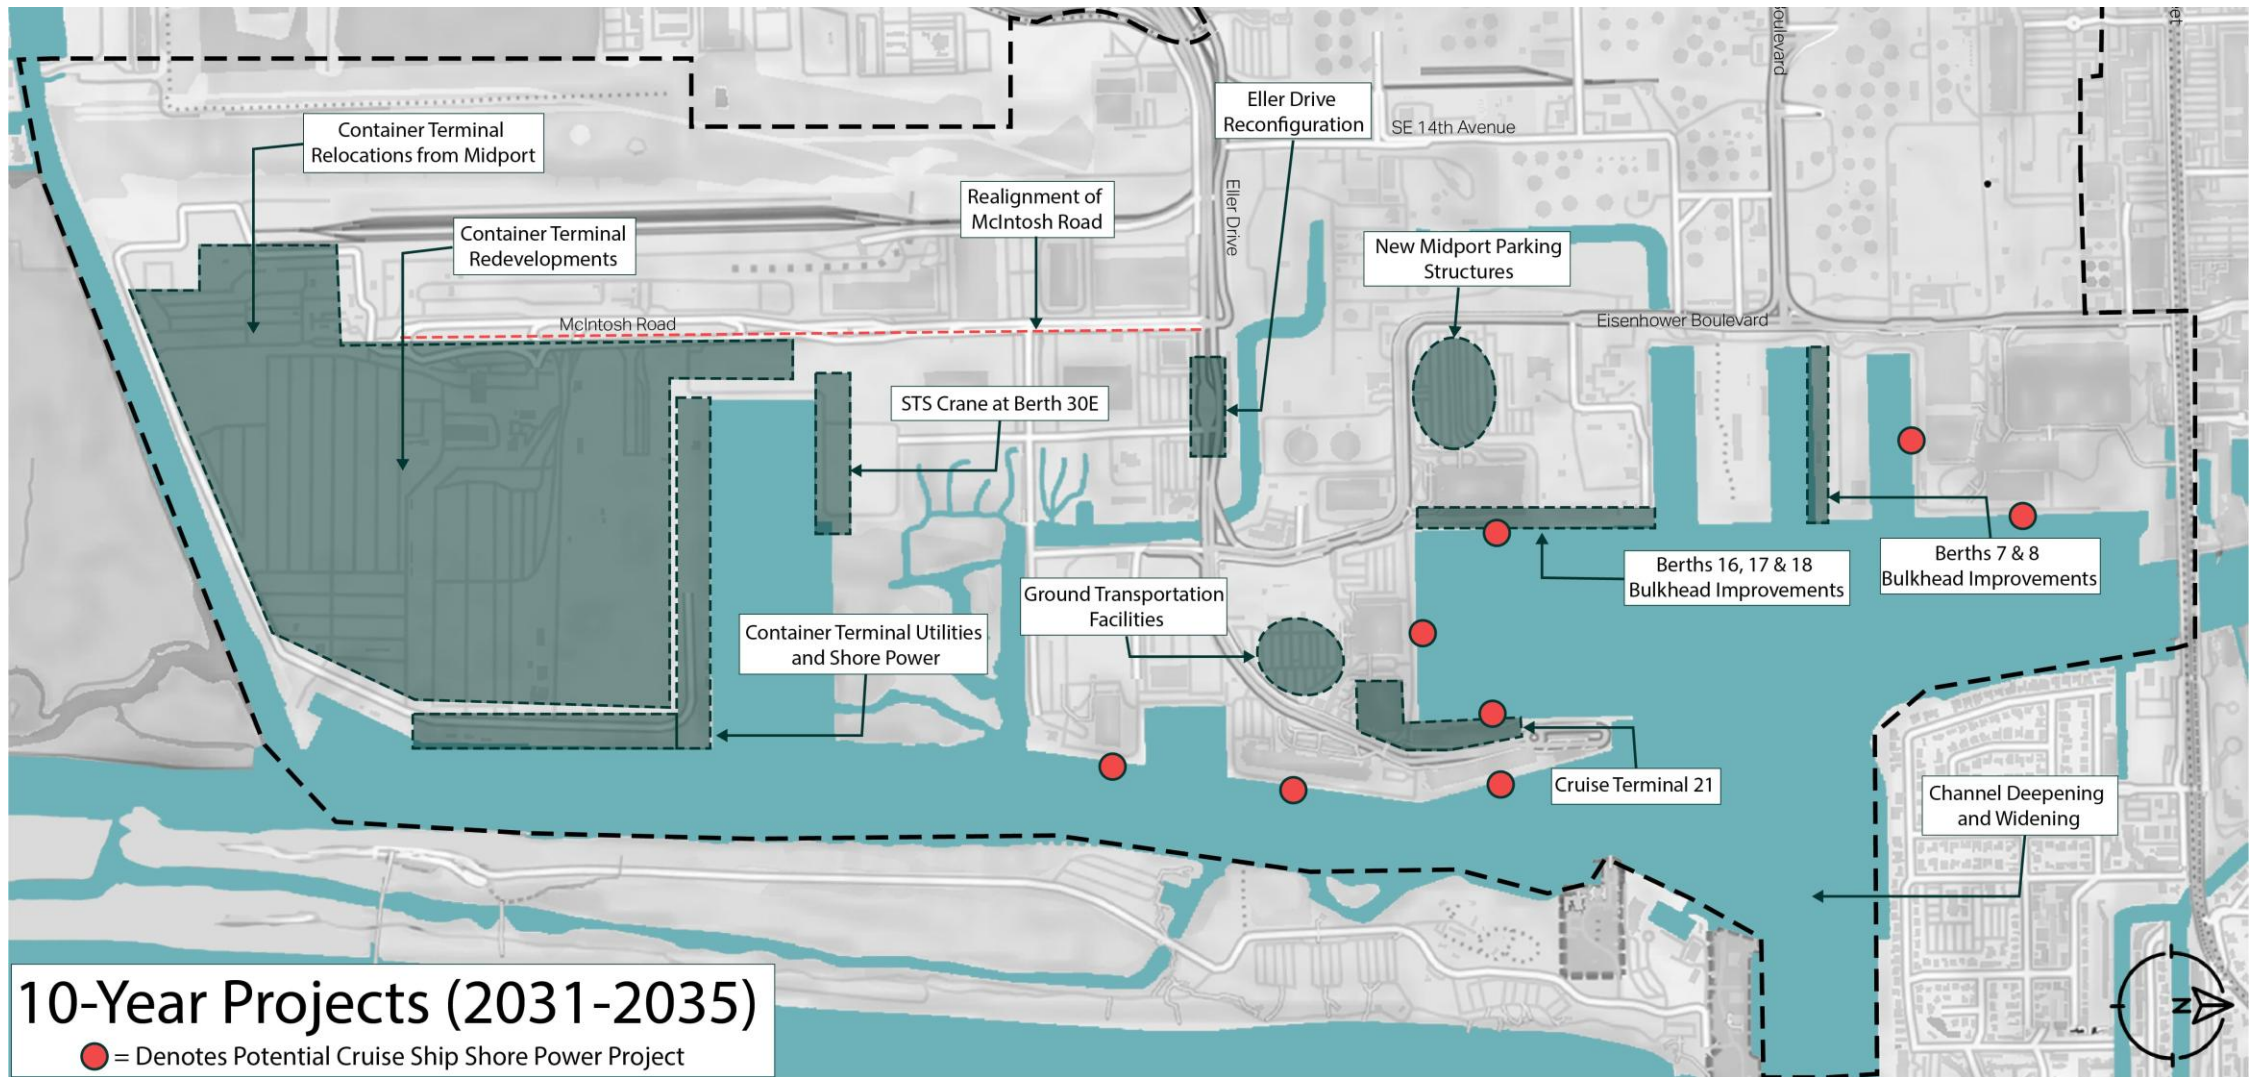 oulevard
et
Eller Drive
Reconfiguration
SE 14th Avenue
Container Terminal
Relocations from Midport
Realignment of
McIntosh Road
Eller Drive
Container Terminal
Redevelopments
New Midport Parking
Structures
McIntosh Road
Eisenhower Boulevard
STS Crane at Berth 30E
Berths 16, 17 & 18
Bulkhead Improvements
Berths 7 & 8
Bulkhead Improvements
Ground Transportation
Facilities
Container Terminal Utilities
and Shore Power
Cruise Terminal 21
Channel Deepening
and Widening
10-Year Projects (2031-2035)
= Denotes Potential Cruise Ship Shore Power Project
N